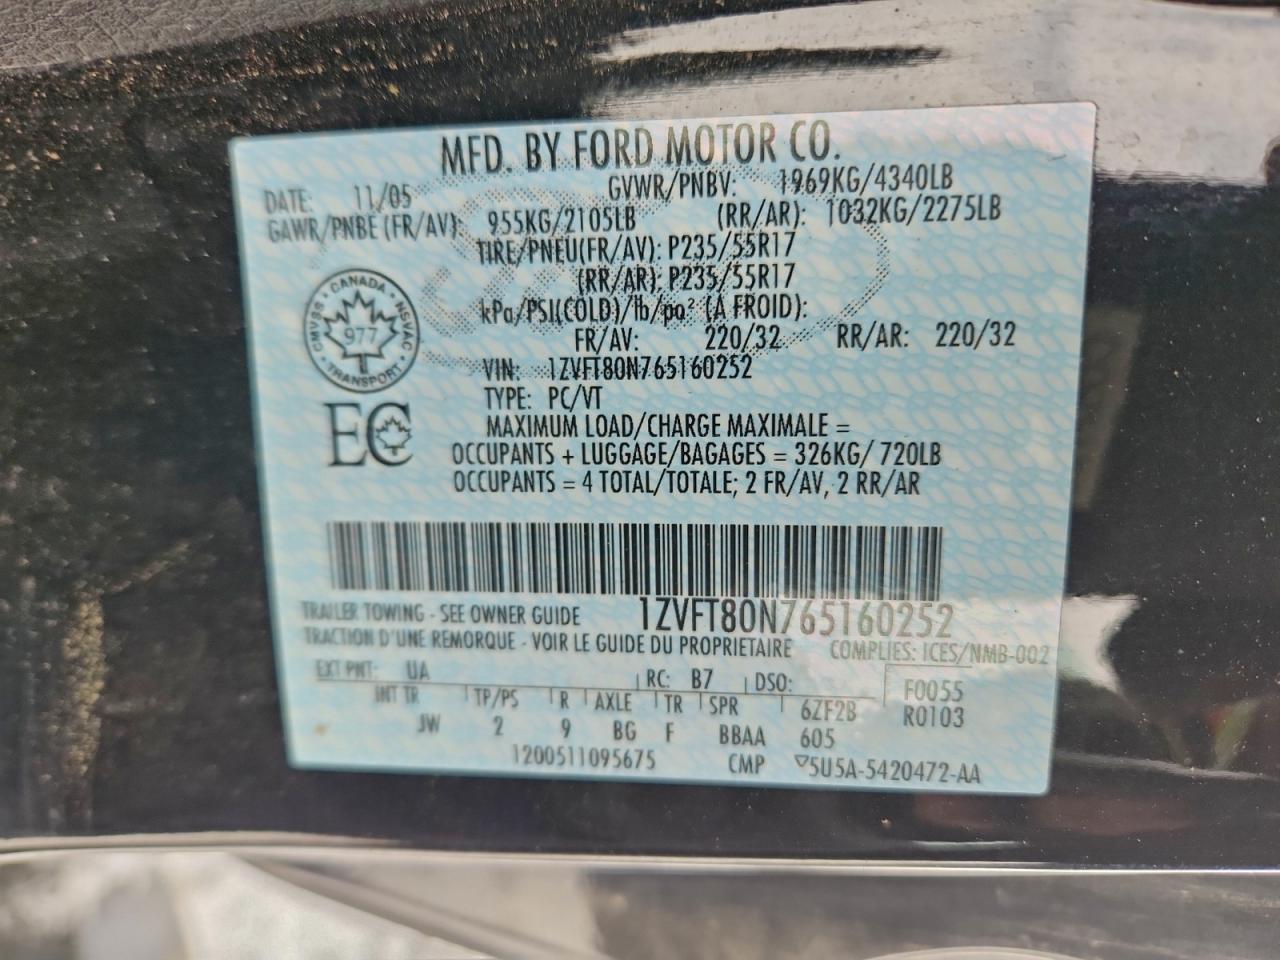 MFD. BY FORD MOTOR CO.
DATE: 11/05 GVWR/PNBV: 1969KG/4340LB
GAWR/PNBE (FR/AV): 955KG/2105LB (RR/AR): 1032KG/2275LB
TIRE/PNEU(FR/AV): P235/55R17
(RR/AR): P235/55R17
kPa/PSI(COLD)/lb/po² (A FROID):
FR/AV: 220/32 RR/AR: 220/32
CANADA
CMVSS NSVAC
977
TRANSPORT
VIN: 1ZVFT80N765160252
TYPE: PC/VT
EC
MAXIMUM LOAD/CHARGE MAXIMALE =
OCCUPANTS + LUGGAGE/BAGAGES = 326KG/ 720LB
OCCUPANTS = 4 TOTAL/TOTALE; 2 FR/AV, 2 RR/AR
TRAILER TOWING - SEE OWNER GUIDE 1ZVFT80N765160252
TRACTION D'UNE REMORQUE - VOIR LE GUIDE DU PROPRIETAIRE COMPLIES: ICES/NMB-002
EXT PNT: UA RC: B7 DSO: F0055
INT TR TP/PS R AXLE TR SPR 6ZF2B R0103
JW 2 9 BG F BBAA 605
1200511095675 CMP ▽5U5A-5420472-AA